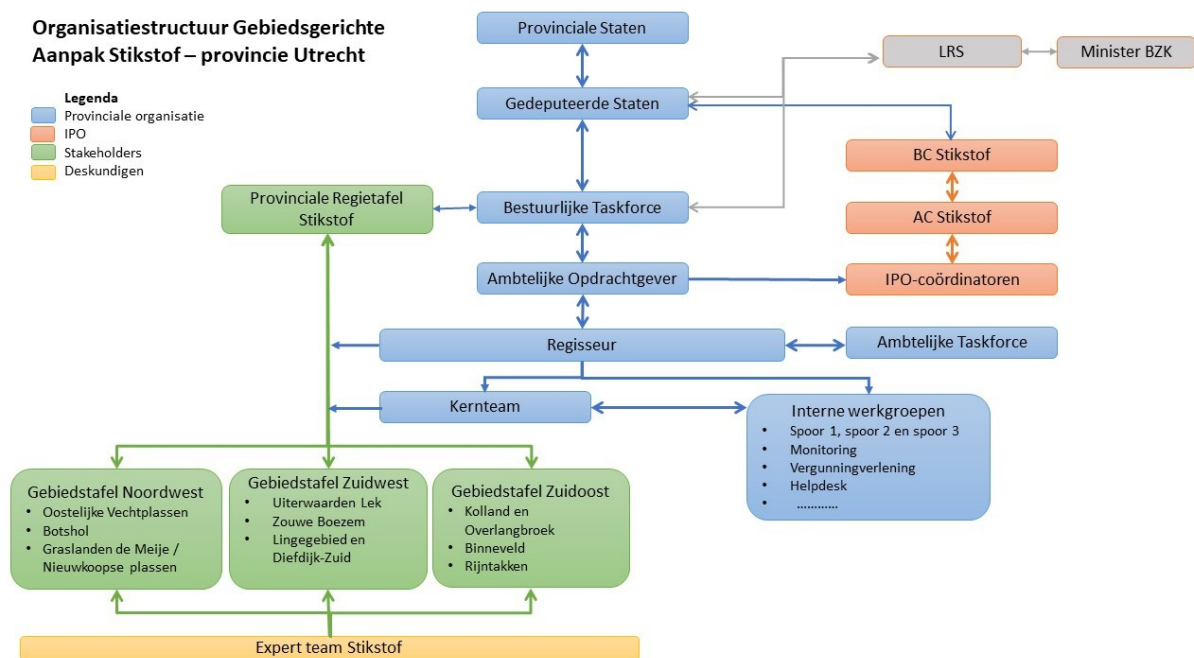 Organisatiestructuur Gebiedsgerichte
Aanpak Stikstof – provincie Utrecht
Legenda
Provinciale organisatie
IPO
Stakeholders
Deskundigen
Provinciale Staten
LRS
Minister BZK
Gedeputeerde Staten
BC Stikstof
Provinciale Regietafel
Stikstof
Bestuurlijke Taskforce
AC Stikstof
Ambtelijke Opdrachtgever
IPO-coördinatoren
Regisseur
Ambtelijke Taskforce
Kernteam
Interne werkgroepen
• Spoor 1, spoor 2 en spoor 3
• Monitoring
• Vergunningverlening
• Helpdesk
• …………
Gebiedstafel Noordwest
• Oostelijke Vechtplassen
• Botshol
• Graslanden de Meije /
Nieuwkoopse plassen
Gebiedstafel Zuidwest
• Uiterwaarden Lek
• Zouwe Boezem
• Lingegebied en
Diefdijk-Zuid
Gebiedstafel Zuidoost
• Kolland en
Overlangbroek
• Binneveld
• Rijntakken
Expert team Stikstof